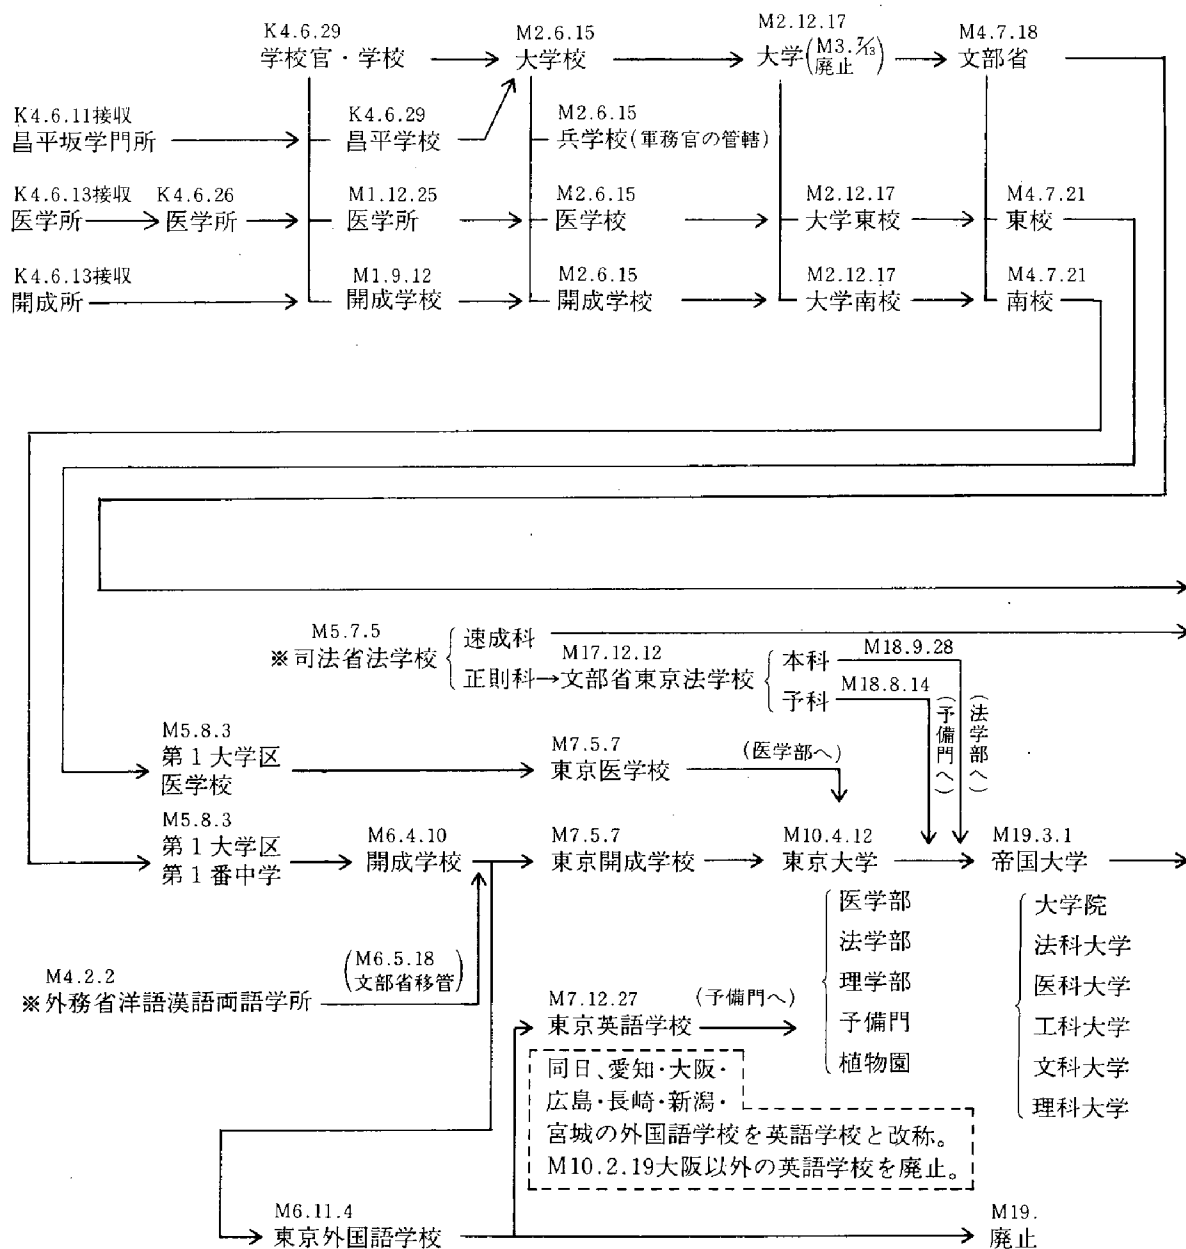 K4.6.29
学校官・学校
M2.6.15
大学校
M2.12.17
大学(M3.7/13廃止)
M4.7.18
文部省
K4.6.11接収
昌平坂学門所
K4.6.29
昌平学校
M2.6.15
兵学校(軍務官の管轄)
K4.6.13接収
医学所
K4.6.26
医学所
M1.12.25
医学所
M2.6.15
医学校
M2.12.17
大学東校
M4.7.21
東校
K4.6.13接収
開成所
M1.9.12
開成学校
M2.6.15
開成学校
M2.12.17
大学南校
M4.7.21
南校
M5.7.5
※司法省法学校
速成科
正則科
M17.12.12
文部省東京法学校
本科
M18.9.28
予科
M18.8.14
(予備門へ)
(法学部へ)
M5.8.3
第1大学区
医学校
M7.5.7
東京医学校
(医学部へ)
M5.8.3
第1大学区
第1番中学
M6.4.10
開成学校
M7.5.7
東京開成学校
M10.4.12
東京大学
M19.3.1
帝国大学
医学部
法学部
理学部
予備門
植物園
大学院
法科大学
医科大学
工科大学
文科大学
理科大学
M4.2.2
※外務省洋語漢語両語学所
(M6.5.18
文部省移管)
M7.12.27
東京英語学校
(予備門へ)
同日、愛知・大阪・
広島・長崎・新潟・
宮城の外国語学校を英語学校と改称。
M10.2.19大阪以外の英語学校を廃止。
M6.11.4
東京外国語学校
M19.
廃止